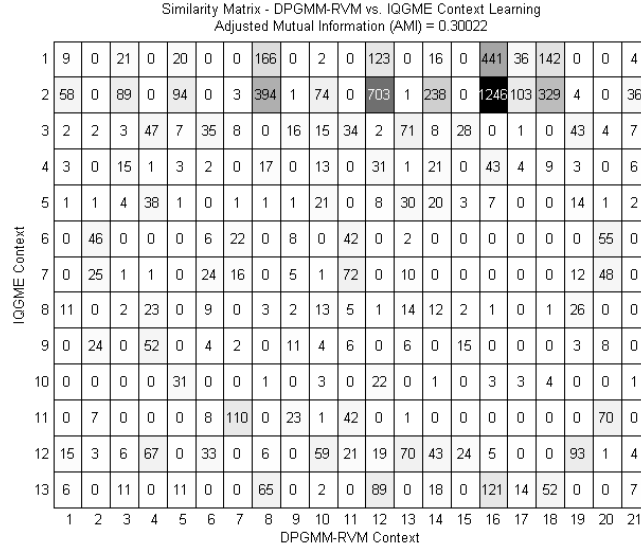 Similarity Matrix - DPGMM-RVM vs. IQGME Context Learning
Adjusted Mutual Information (AMI) = 0.30022
1 9 0 21 0 20 0 0 166 0 2 0 123 0 16 0 441 36 142 0 0 4
2 58 0 89 0 94 0 3 394 1 74 0 703 1 238 0 1246 103 329 4 0 36
3 2 2 3 47 7 35 8 0 16 15 34 2 71 8 28 0 1 0 43 4 7
4 3 0 15 1 3 2 0 17 0 13 0 31 1 21 0 43 4 9 3 0 6
5 1 1 4 38 1 0 1 1 1 21 0 8 30 20 3 7 0 0 14 1 2
6 0 46 0 0 0 6 22 0 8 0 42 0 2 0 0 0 0 0 0 55 0
7 0 25 1 1 0 24 16 0 5 1 72 0 10 0 0 0 0 0 12 48 0
8 11 0 2 23 0 9 0 3 2 13 5 1 14 12 2 1 0 1 26 0 0
9 0 24 0 52 0 4 2 0 11 4 6 0 6 0 15 0 0 0 3 8 0
10 0 0 0 0 31 0 0 1 0 3 0 22 0 1 0 3 3 4 0 0 1
11 0 7 0 0 0 8 110 0 23 1 42 0 1 0 0 0 0 0 0 70 0
12 15 3 6 67 0 33 0 6 0 59 21 19 70 43 24 5 0 0 93 1 4
13 6 0 11 0 11 0 0 65 0 2 0 89 0 18 0 121 14 52 0 0 7
1 2 3 4 5 6 7 8 9 10 11 12 13 14 15 16 17 18 19 20 21
DPGMM-RVM Context
IQGME Context